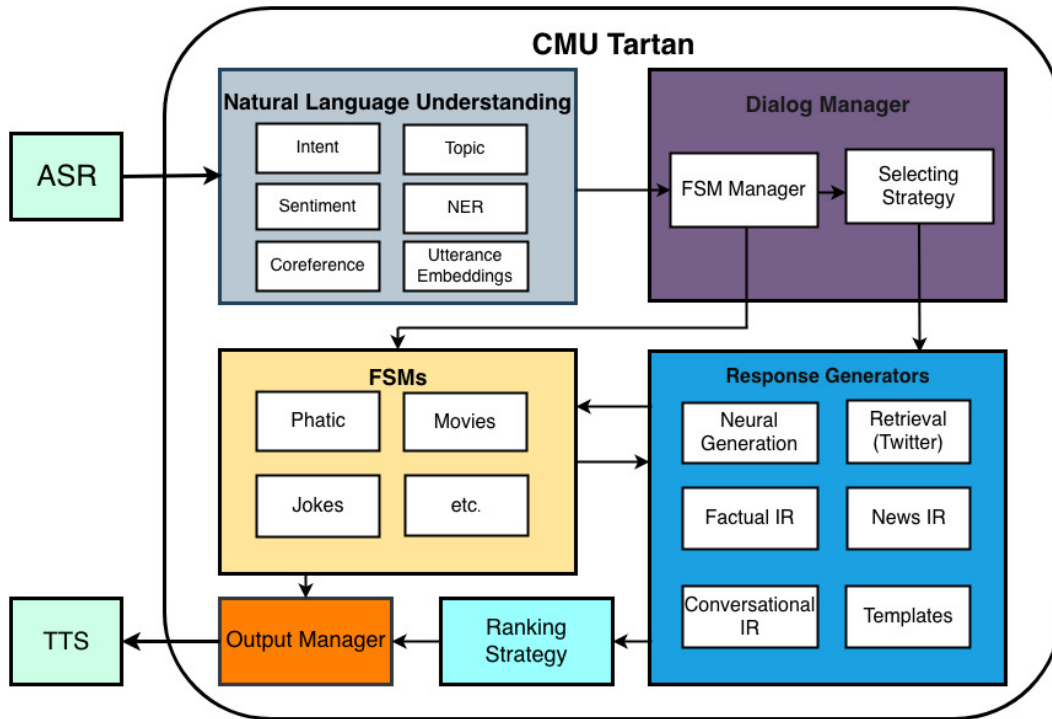 CMU Tartan
Natural Language Understanding
Intent
Topic
Sentiment
NER
Coreference
Utterance
Embeddings
Dialog Manager
FSM Manager
Selecting
Strategy
ASR
FSMs
Phatic
Movies
Jokes
etc.
Response Generators
Neural
Generation
Retrieval
(Twitter)
Factual IR
News IR
Conversational
IR
Templates
TTS
Output Manager
Ranking
Strategy